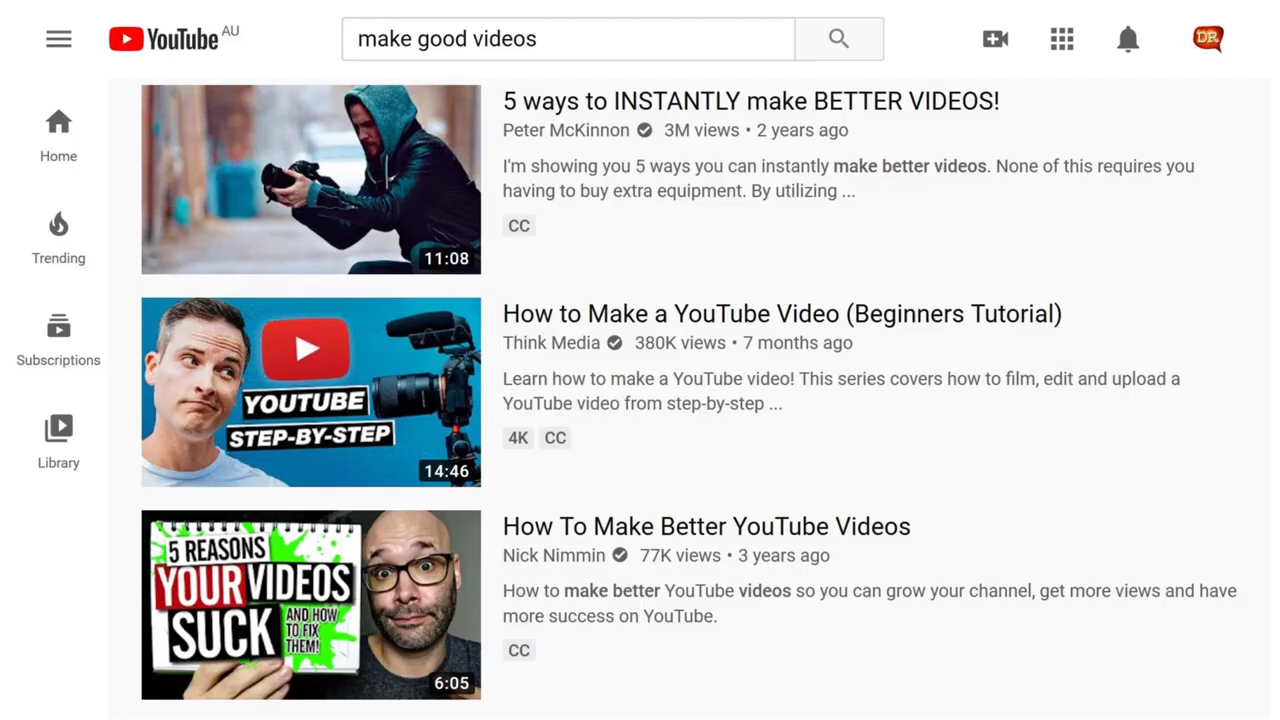 YouTube AU
make good videos
DR
Home
Trending
Subscriptions
Library
11:08
5 ways to INSTANTLY make BETTER VIDEOS!
Peter McKinnon 3M views • 2 years ago
I'm showing you 5 ways you can instantly make better videos. None of this requires you
having to buy extra equipment. By utilizing ...
CC
YOUTUBE
STEP-BY-STEP
14:46
How to Make a YouTube Video (Beginners Tutorial)
Think Media 380K views • 7 months ago
Learn how to make a YouTube video! This series covers how to film, edit and upload a
YouTube video from step-by-step ...
4K CC
5 REASONS
YOUR VIDEOS
SUCK
AND HOW
TO FIX
THEM!
6:05
How To Make Better YouTube Videos
Nick Nimmin 77K views • 3 years ago
How to make better YouTube videos so you can grow your channel, get more views and have
more success on YouTube.
CC